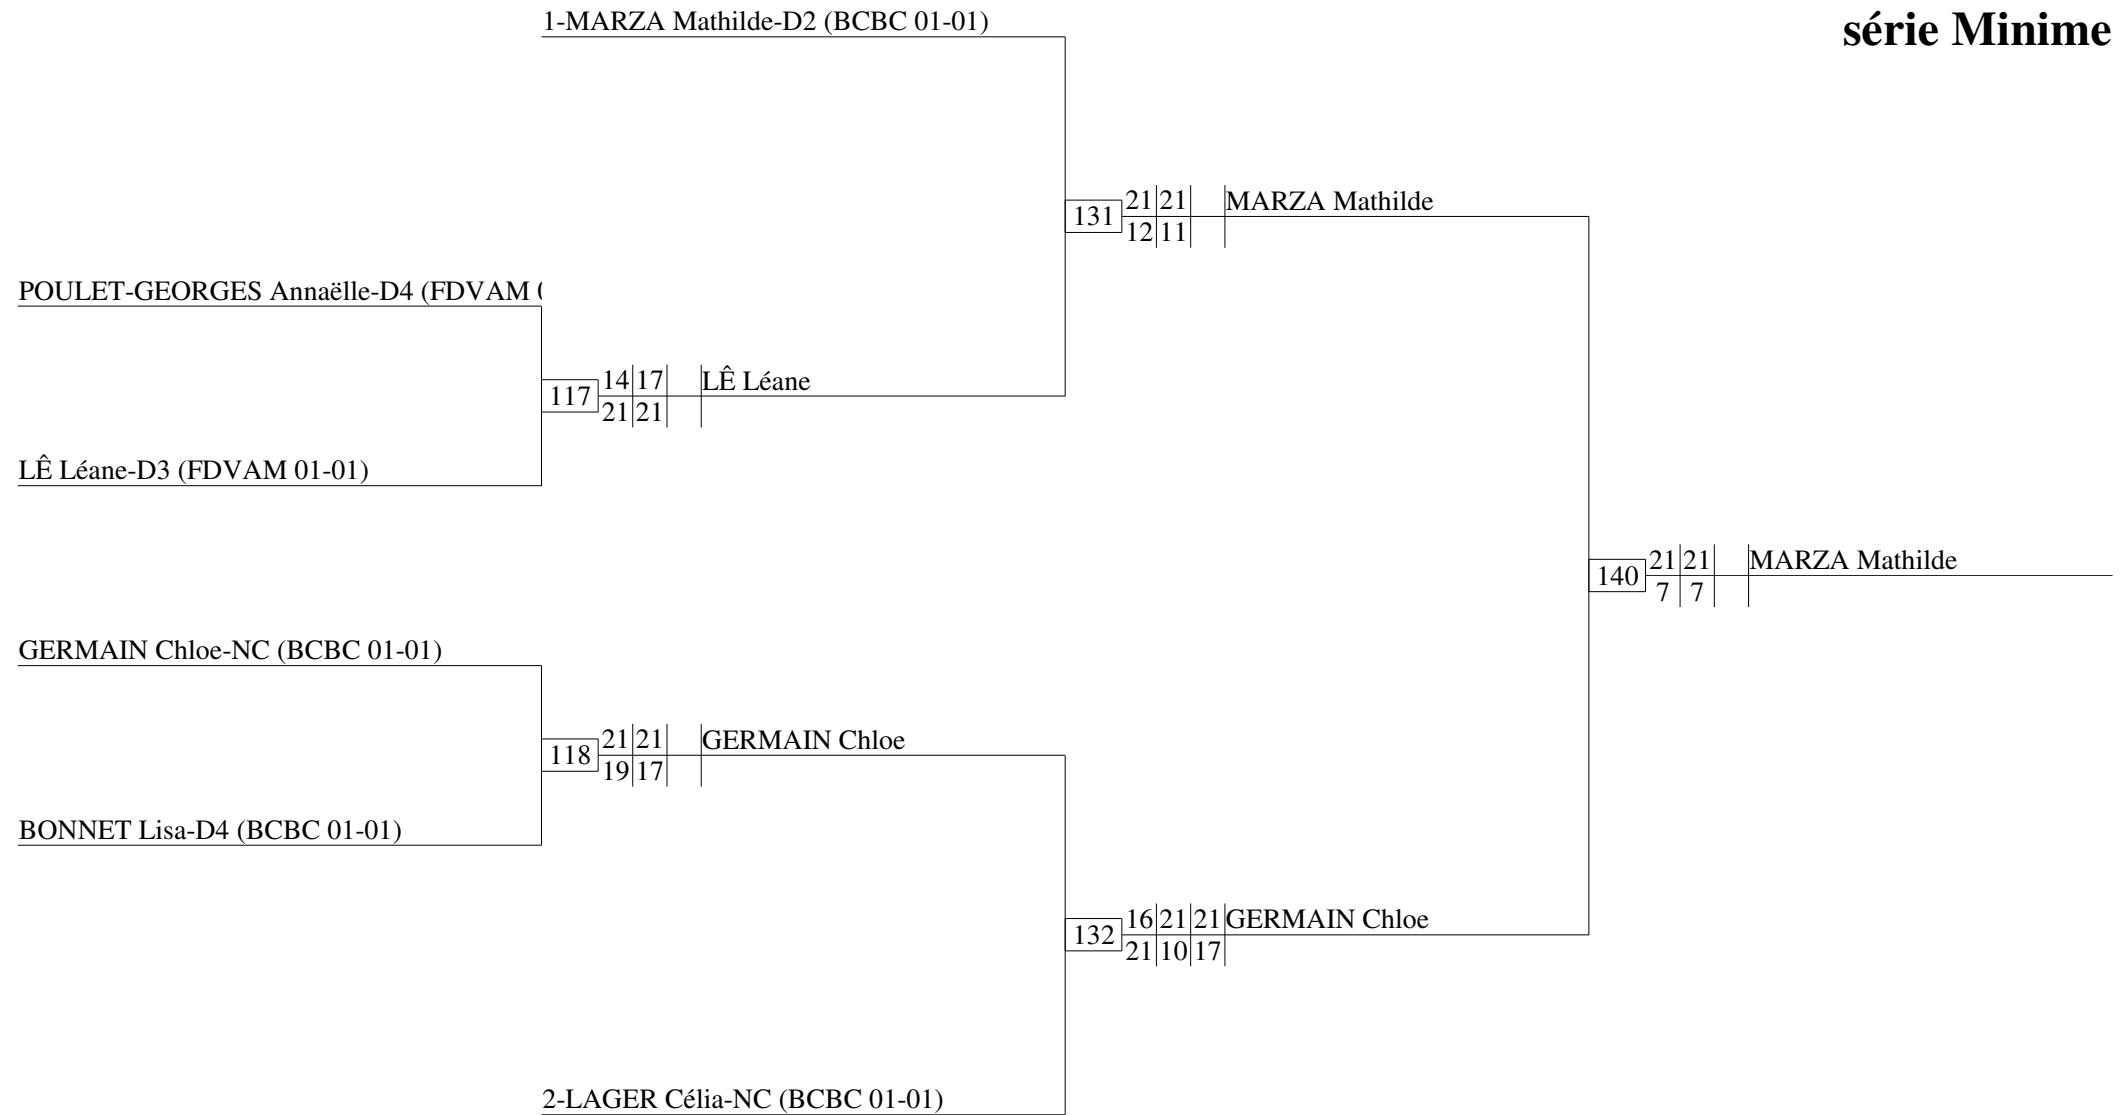 1-MARZA Mathilde-D2 (BCBC 01-01)
série Minime
131
21 21
12 11
MARZA Mathilde
POULET-GEORGES Annaëlle-D4 (FDVAM (
117
14 17
21 21
LÊ Léane
LÊ Léane-D3 (FDVAM 01-01)
140
21 21
7 7
MARZA Mathilde
GERMAIN Chloe-NC (BCBC 01-01)
118
21 21
19 17
GERMAIN Chloe
BONNET Lisa-D4 (BCBC 01-01)
132
16 21 21
21 10 17
GERMAIN Chloe
2-LAGER Célia-NC (BCBC 01-01)